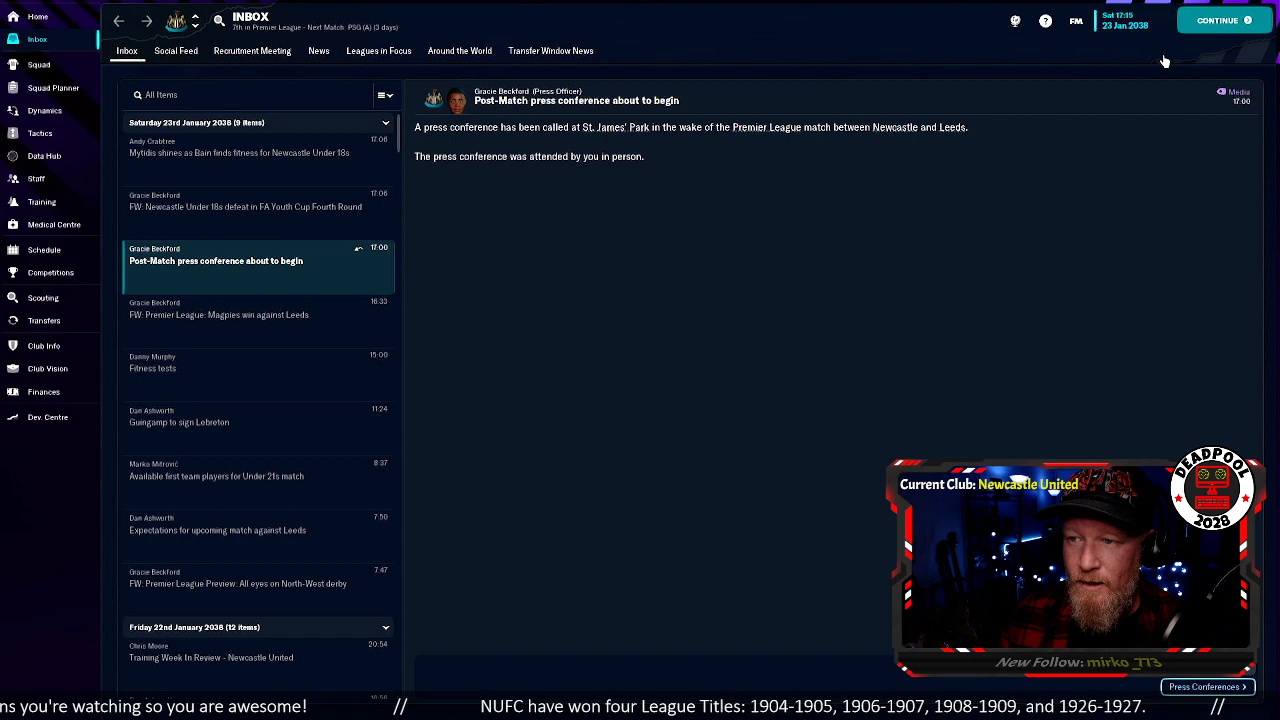 Home
Inbox
Squad
Squad Planner
Dynamics
Tactics
Data Hub
Staff
Training
Medical Centre
Schedule
Competitions
Scouting
Transfers
Club Info
Club Vision
Finances
Dev. Centre
INBOX
7th in Premier League - Next Match: PSG (A) (3 days)
FM
Sat 17:15
23 Jan 2038
CONTINUE
Inbox
Social Feed
Recruitment Meeting
News
Leagues in Focus
Around the World
Transfer Window News
All Items
Saturday 23rd January 2038 (9 items)
Andy Crabtree
17:06
Mytidis shines as Bain finds fitness for Newcastle Under 18s
Gracie Beckford
17:06
FW: Newcastle Under 18s defeat in FA Youth Cup Fourth Round
Gracie Beckford
17:00
Post-Match press conference about to begin
Gracie Beckford
16:33
FW: Premier League: Magpies win against Leeds
Danny Murphy
15:00
Fitness tests
Dan Ashworth
11:24
Guingamp to sign Lebreton
Marko Mitrović
8:37
Available first team players for Under 21s match
Dan Ashworth
7:50
Expectations for upcoming match against Leeds
Gracie Beckford
7:47
FW: Premier League Preview: All eyes on North-West derby
Friday 22nd January 2038 (12 items)
Chris Moore
20:54
Training Week In Review - Newcastle United
Gracie Beckford (Press Officer)
Post-Match press conference about to begin
Media
17:00
A press conference has been called at St. James' Park in the wake of the Premier League match between Newcastle and Leeds.
The press conference was attended by you in person.
Current Club: Newcastle United
DEADPOOL
2028
New Follow: mirko_773
Press Conferences
ns you're watching so you are awesome! // NUFC have won four League Titles: 1904-1905, 1906-1907, 1908-1909, and 1926-1927. //